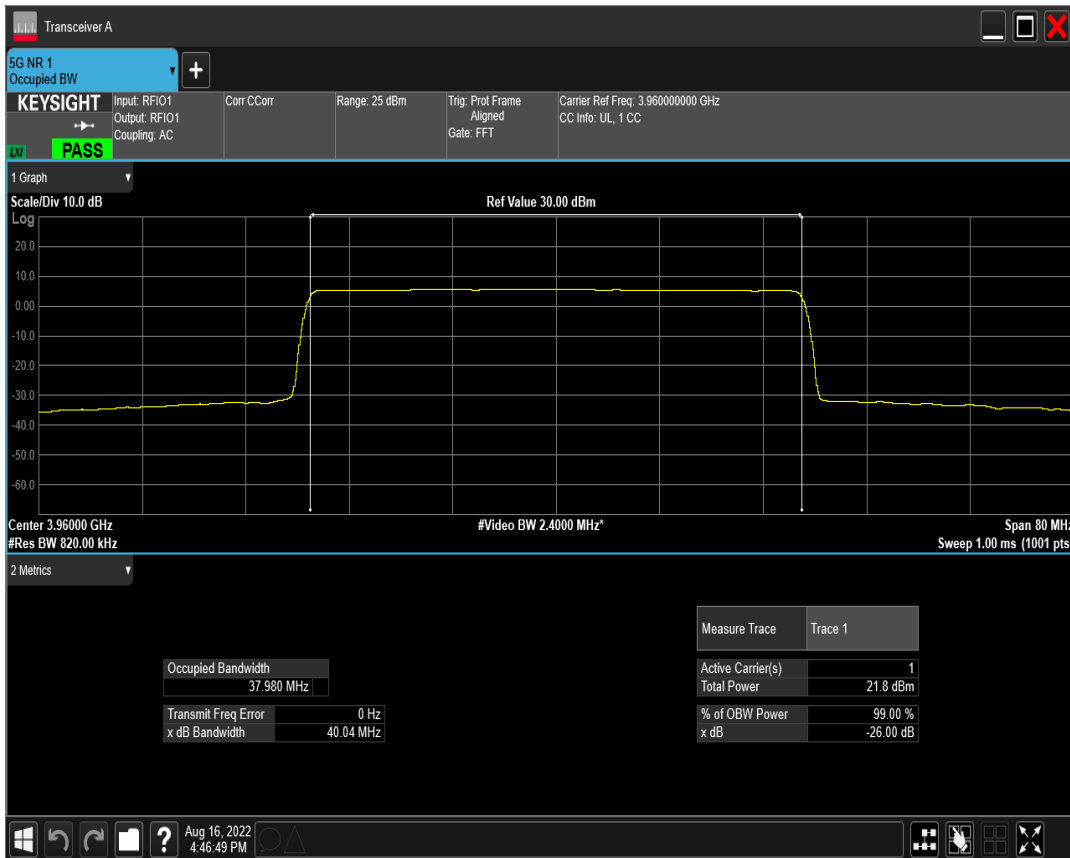 Transceiver A
5G NR 1
Occupied BW
KEYSIGHT
LXI
PASS
Input: RFIO1
Output: RFIO1
Coupling: AC
Corr CCorr
Range: 25 dBm
Trig: Prot Frame
Aligned
Gate: FFT
Carrier Ref Freq: 3.960000000 GHz
CC Info: UL, 1 CC
1 Graph
Scale/Div 10.0 dB
Ref Value 30.00 dBm
Log
20.0
10.0
0.00
-10.0
-20.0
-30.0
-40.0
-50.0
-60.0
Center 3.96000 GHz
#Video BW 2.4000 MHz*
Span 80 MHz
#Res BW 820.00 kHz
Sweep 1.00 ms (1001 pts
2 Metrics
Measure Trace Trace 1
Occupied Bandwidth
37.980 MHz
Active Carrier(s) 1
Total Power 21.8 dBm
Transmit Freq Error 0 Hz
x dB Bandwidth 40.04 MHz
% of OBW Power 99.00 %
x dB -26.00 dB
?
Aug 16, 2022
4:46:49 PM